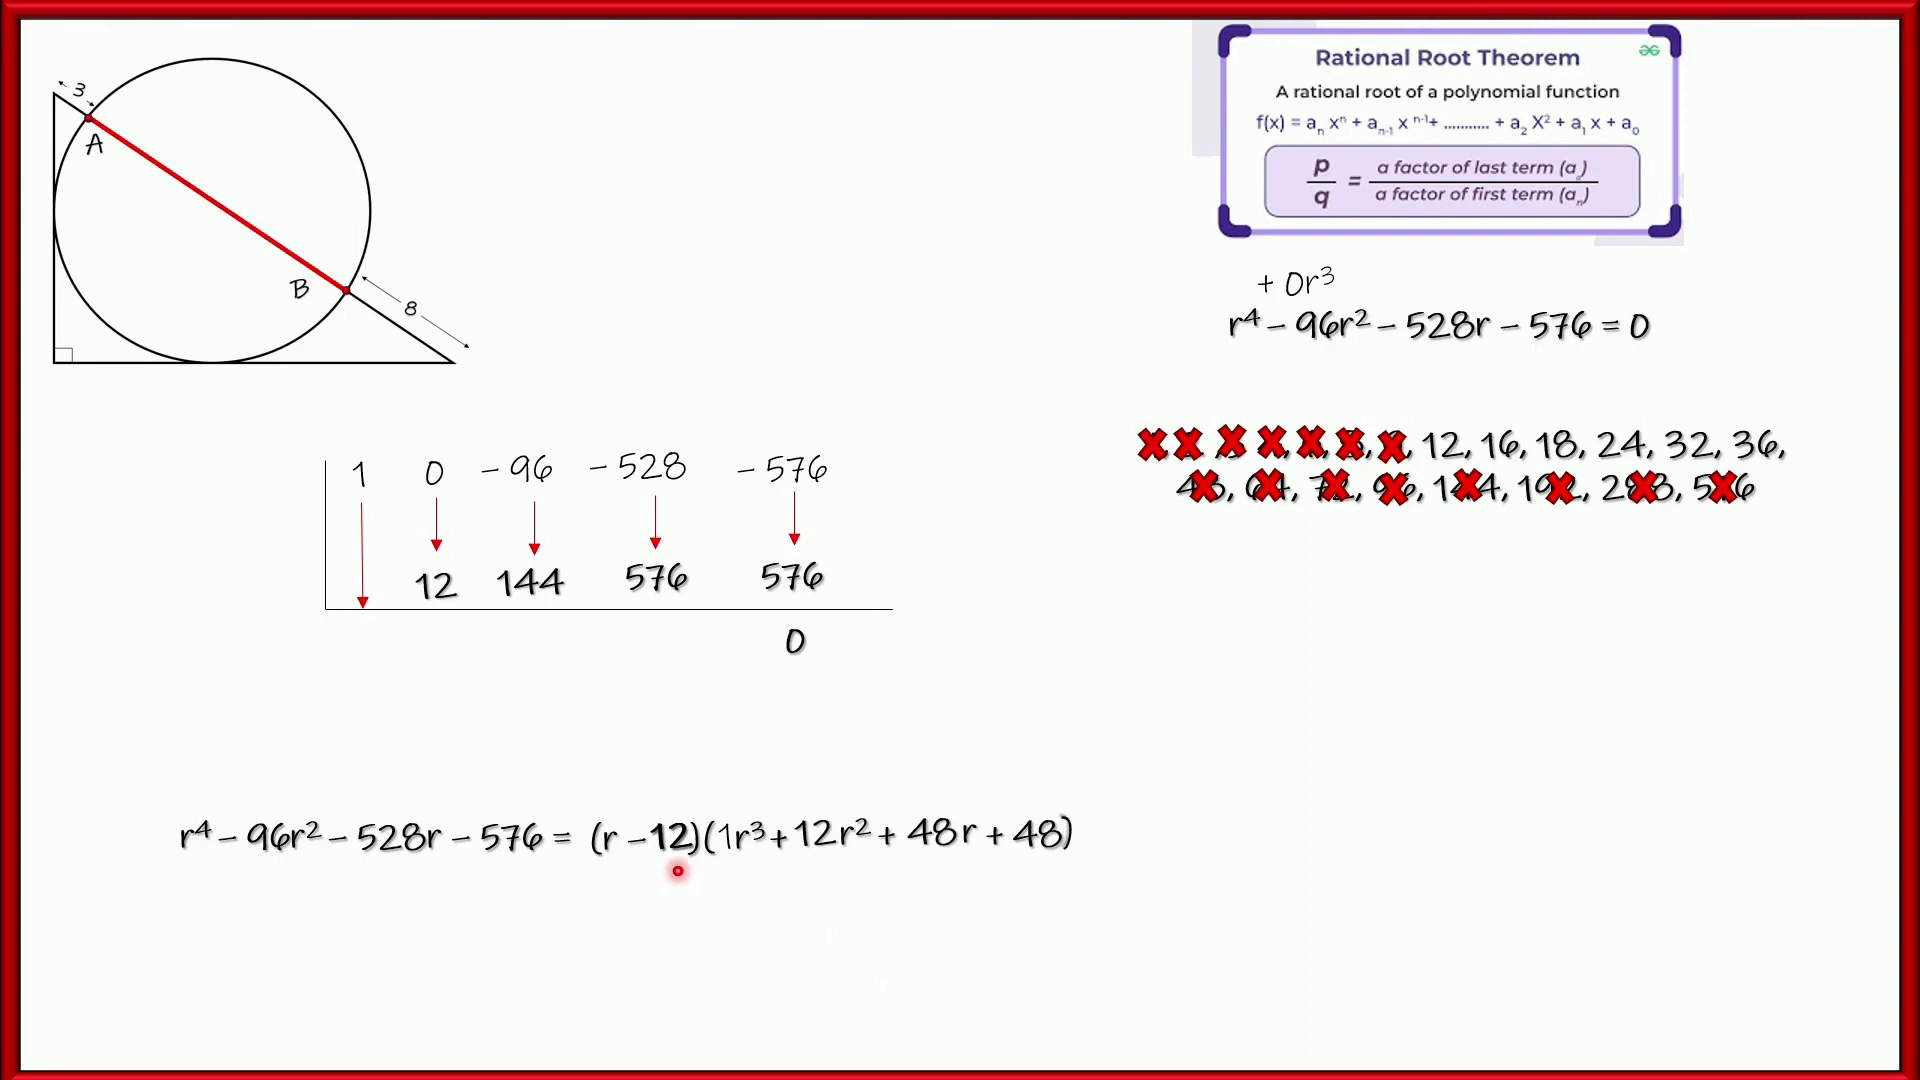 3
A
B
8
Rational Root Theorem
A rational root of a polynomial function
f(x) = aₙ xⁿ + aₙ₋₁ x ⁿ⁻¹+ ........... + a₂ X² + a₁ x + a₀
p/q = a factor of last term (a₀) / a factor of first term (aₙ)
+ 0r³
r⁴ – 96r² – 528r – 576 = 0
12, 16, 18, 24, 32, 36,
1 0 – 96 – 528 – 576
12 144 576 576
0
r⁴ – 96r² – 528r – 576 = (r – 12)(1r³ + 12r² + 48r + 48)